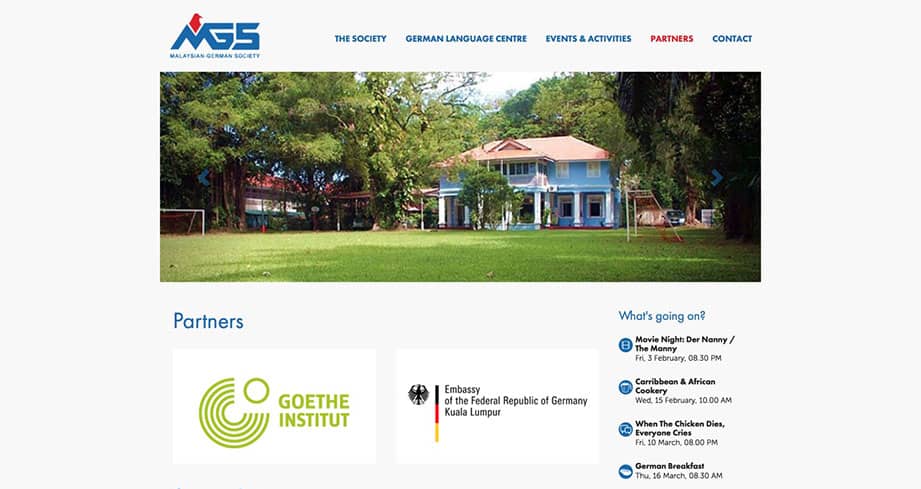 MGS
MALAYSIAN-GERMAN SOCIETY
THE SOCIETY
GERMAN LANGUAGE CENTRE
EVENTS & ACTIVITIES
PARTNERS
CONTACT
Partners
GOETHE
INSTITUT
Embassy
of the Federal Republic of Germany
Kuala Lumpur
What's going on?
Movie Night: Der Nanny /
The Manny
Fri, 3 February, 08.30 PM
Carribbean & African
Cookery
Wed, 15 February, 10.00 AM
When The Chicken Dies,
Everyone Cries
Fri, 10 March, 08.00 PM
German Breakfast
Thu, 16 March, 08.30 AM